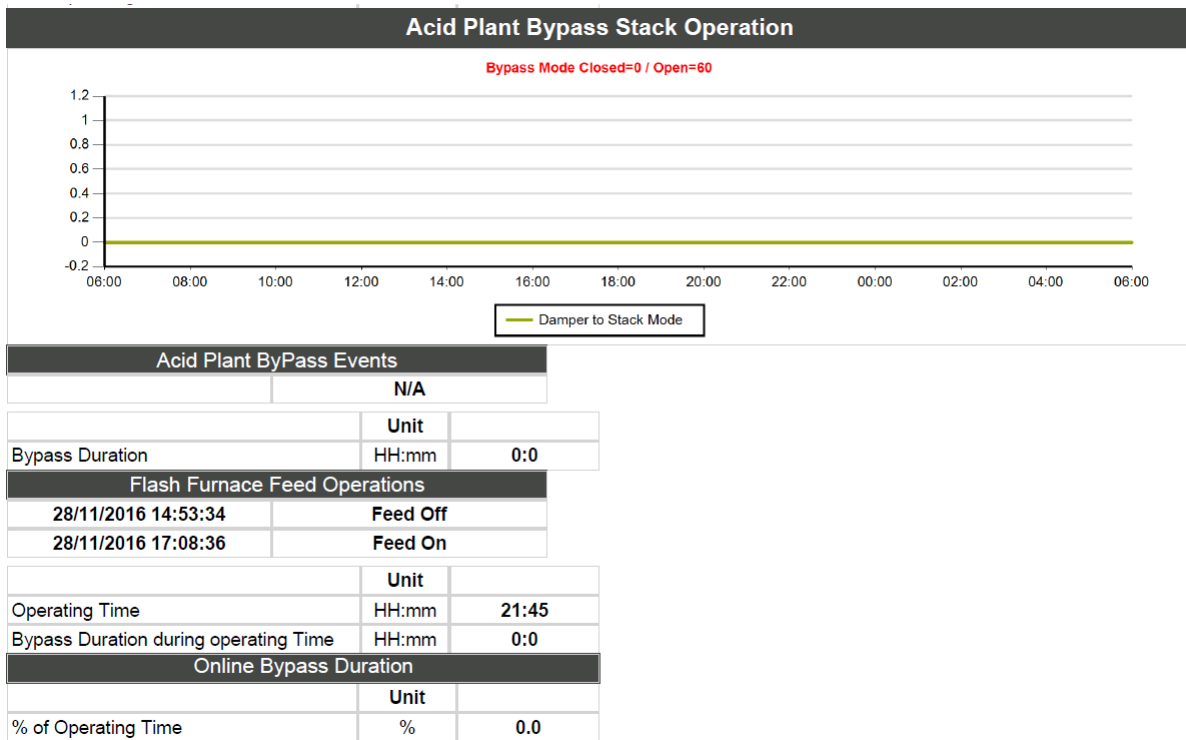 Acid Plant Bypass Stack Operation
Bypass Mode Closed=0 / Open=60
1.2
1
0.8
0.6
0.4
0.2
0
-0.2
06:00 08:00 10:00 12:00 14:00 16:00 18:00 20:00 22:00 00:00 02:00 04:00 06:00
Damper to Stack Mode
Acid Plant ByPass Events
N/A
Unit
Bypass Duration HH:mm 0:0
Flash Furnace Feed Operations
28/11/2016 14:53:34 Feed Off
28/11/2016 17:08:36 Feed On
Unit
Operating Time HH:mm 21:45
Bypass Duration during operating Time HH:mm 0:0
Online Bypass Duration
Unit
% of Operating Time % 0.0